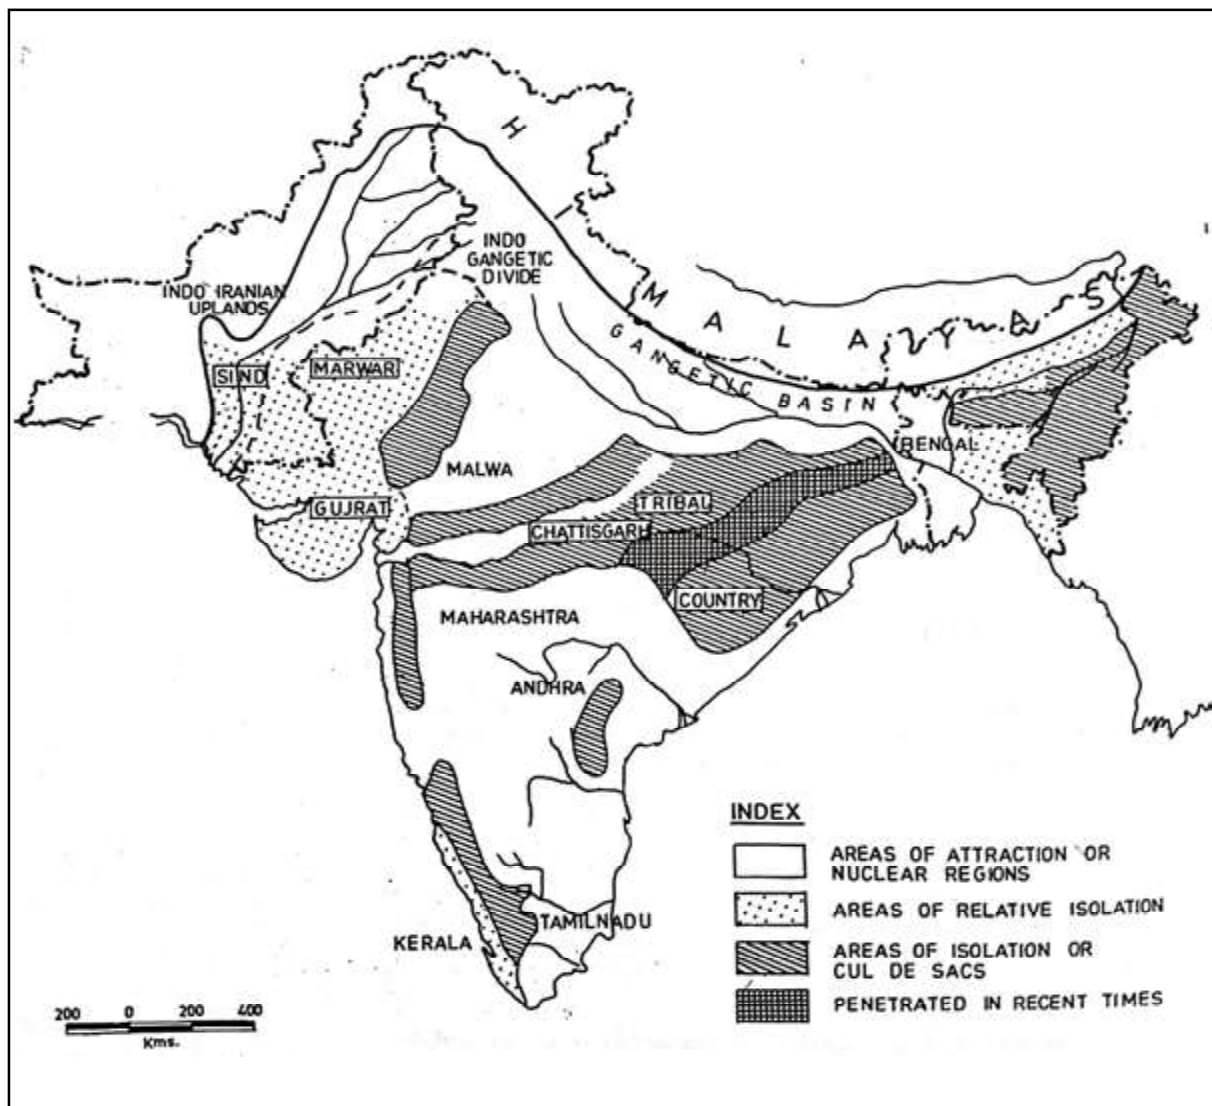 H
I
M
A
L
A
Y
A
S
INDO
GANGETIC
DIVIDE
INDO IRANIAN
UPLANDS
GANGETIC BASIN
SIND
MARWAR
BENGAL
MALWA
GUJRAT
TRIBAL
CHATTISGARH
COUNTRY
MAHARASHTRA
ANDHRA
TAMILNADU
KERALA
INDEX
AREAS OF ATTRACTION OR
NUCLEAR REGIONS
AREAS OF RELATIVE ISOLATION
AREAS OF ISOLATION OR
CUL DE SACS
PENETRATED IN RECENT TIMES
200 0 200 400
Kms.